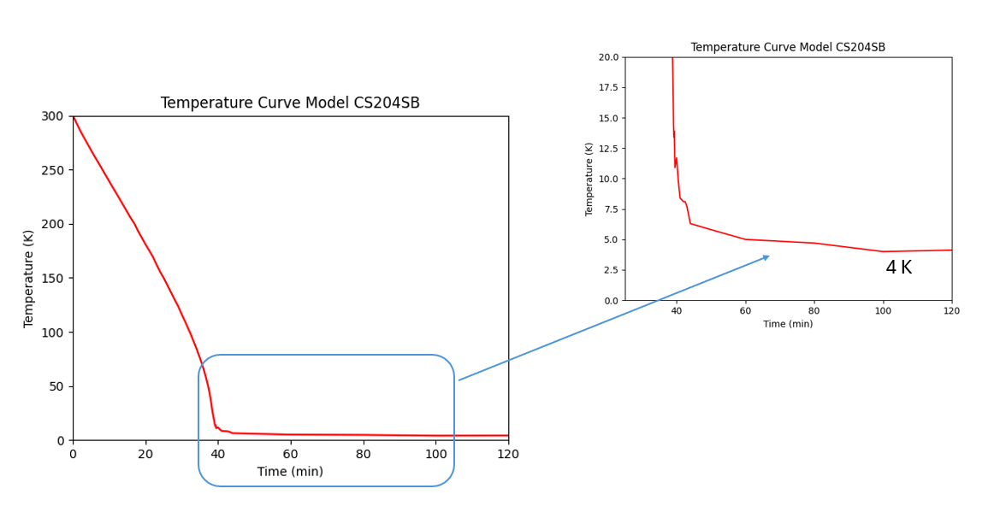 Temperature Curve Model CS204SB
300
250
200
150
100
50
0
Temperature (K)
0 20 40 60 80 100 120
Time (min)
Temperature Curve Model CS204SB
20.0
17.5
15.0
12.5
10.0
7.5
5.0
2.5
0.0
Temperature (K)
4 K
40 60 80 100 120
Time (min)